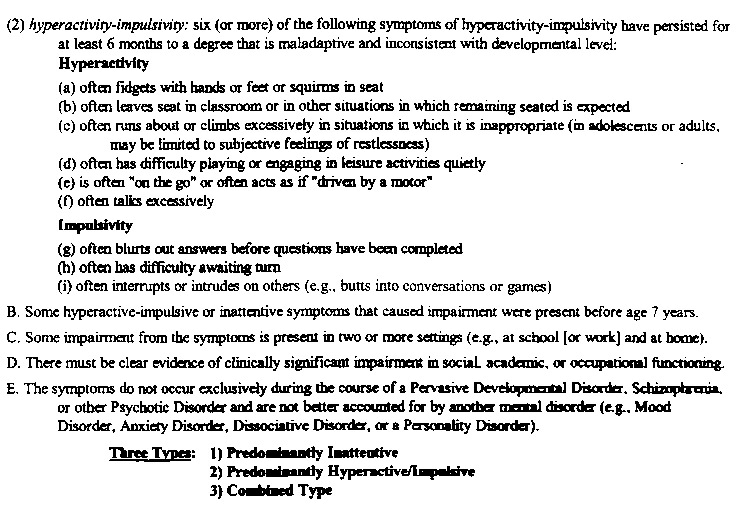 (2) hyperactivity-impulsivity: six (or more) of the following symptoms of hyperactivity-impulsivity have persisted for
at least 6 months to a degree that is maladaptive and inconsistent with developmental level:
Hyperactivity
(a) often fidgets with hands or feet or squirms in seat
(b) often leaves seat in classroom or in other situations in which remaining seated is expected
(c) often runs about or climbs excessively in situations in which it is inappropriate (in adolescents or adults,
may be limited to subjective feelings of restlessness)
(d) often has difficulty playing or engaging in leisure activities quietly
(e) is often "on the go" or often acts as if "driven by a motor"
(f) often talks excessively
Impulsivity
(g) often blurts out answers before questions have been completed
(h) often has difficulty awaiting turn
(i) often interrupts or intrudes on others (e.g., butts into conversations or games)
B. Some hyperactive-impulsive or inattentive symptoms that caused impairment were present before age 7 years.
C. Some impairment from the symptoms is present in two or more settings (e.g., at school [or work] and at home).
D. There must be clear evidence of clinically significant impairment in social, academic, or occupational functioning.
E. The symptoms do not occur exclusively during the course of a Pervasive Developmental Disorder, Schizophrenia,
or other Psychotic Disorder and are not better accounted for by another mental disorder (e.g., Mood
Disorder, Anxiety Disorder, Dissociative Disorder, or a Personality Disorder).
Three Types: 1) Predominantly Inattentive
2) Predominantly Hyperactive/Impulsive
3) Combined Type